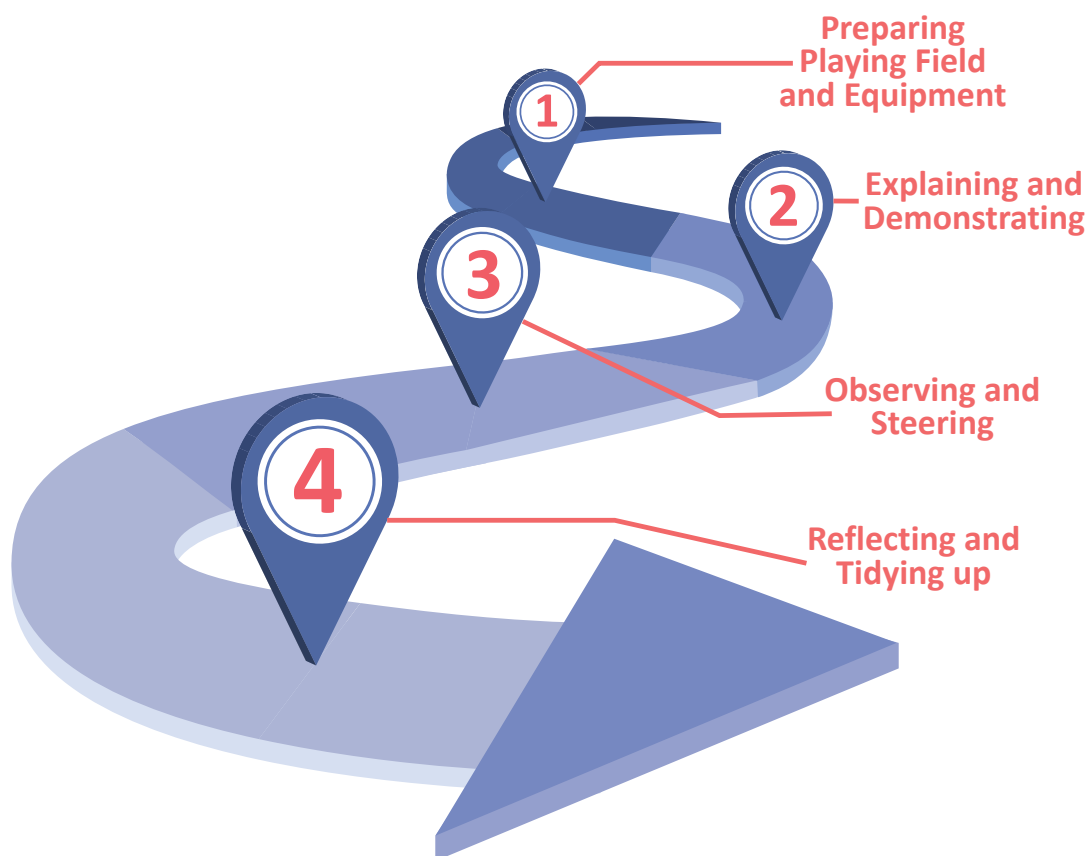 1
Preparing
Playing Field
and Equipment
2
Explaining and
Demonstrating
3
Observing and
Steering
4
Reflecting and
Tidying up